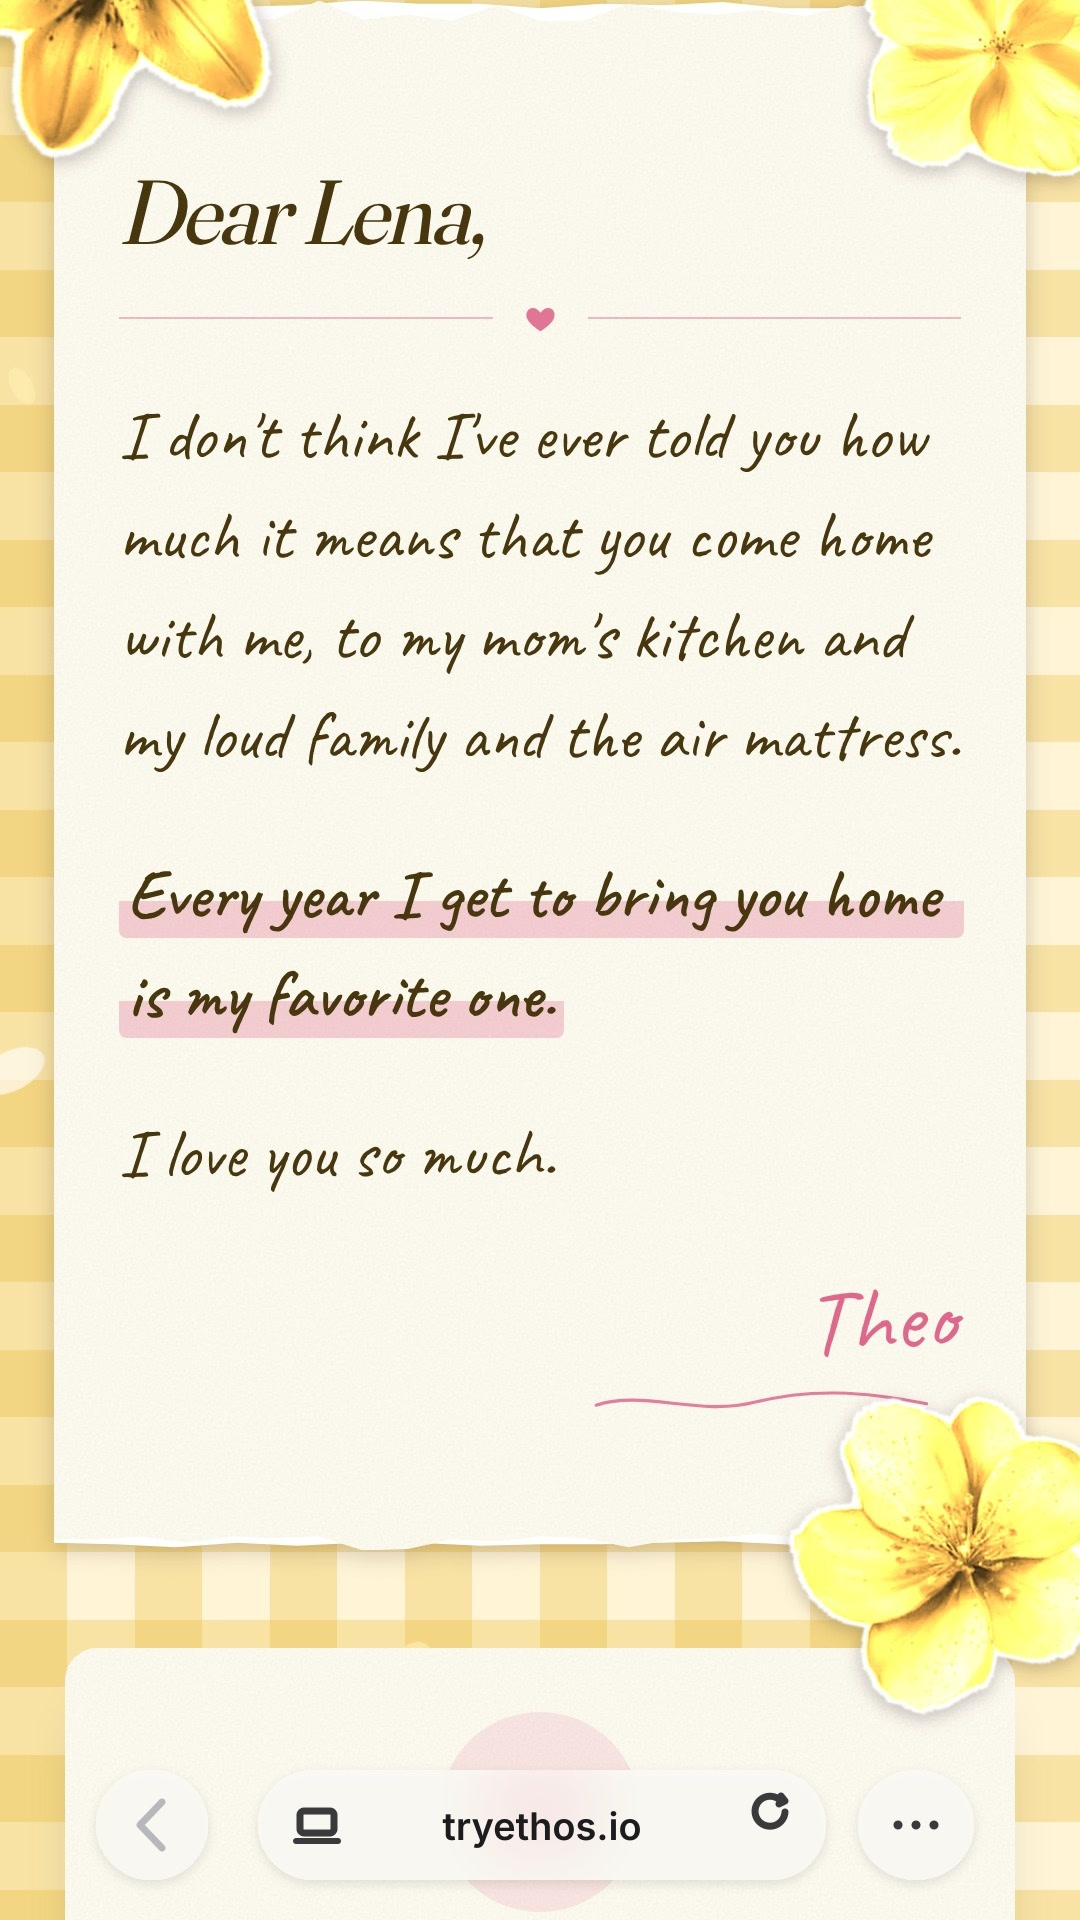 Dear Lena,
I don't think I've ever told you how
much it means that you come home
with me, to my mom's kitchen and
my loud family and the air mattress.
Every year I get to bring you home
is my favorite one.
I love you so much.
Theo
tryethos.io